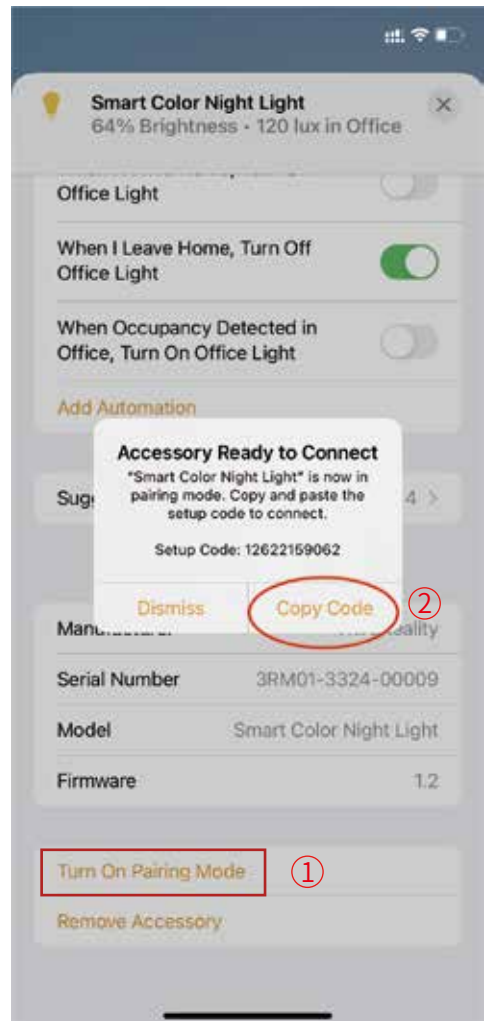 Smart Color Night Light
64% Brightness • 120 lux in Office
Office Light
When I Leave Home, Turn Off
Office Light
When Occupancy Detected in
Office, Turn On Office Light
Add Automation
Accessory Ready to Connect
"Smart Color Night Light" is now in
pairing mode. Copy and paste the
setup code to connect.
Setup Code: 12622159062
4 >
Dismiss
Copy Code
②
Serial Number
3RM01-3324-00009
Model
Smart Color Night Light
Firmware
1.2
Turn On Pairing Mode
①
Remove Accessory